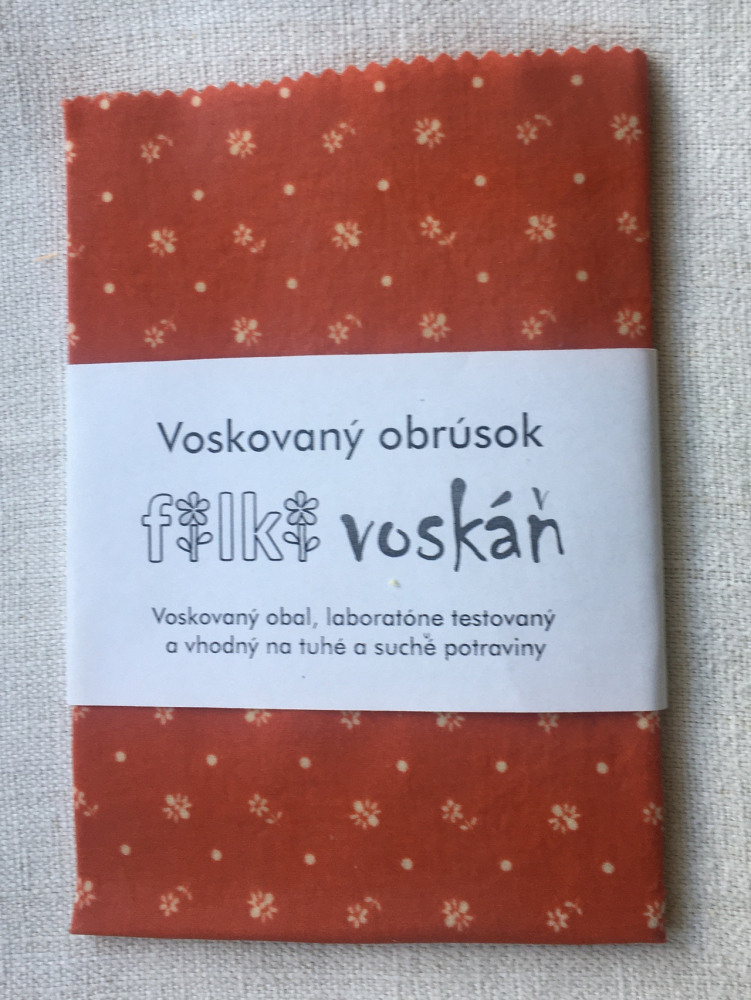 Voskovaný obrúsok
filki voskáň
Voskovaný obal, laboratóne testovaný
a vhodný na tuhé a suché potraviny